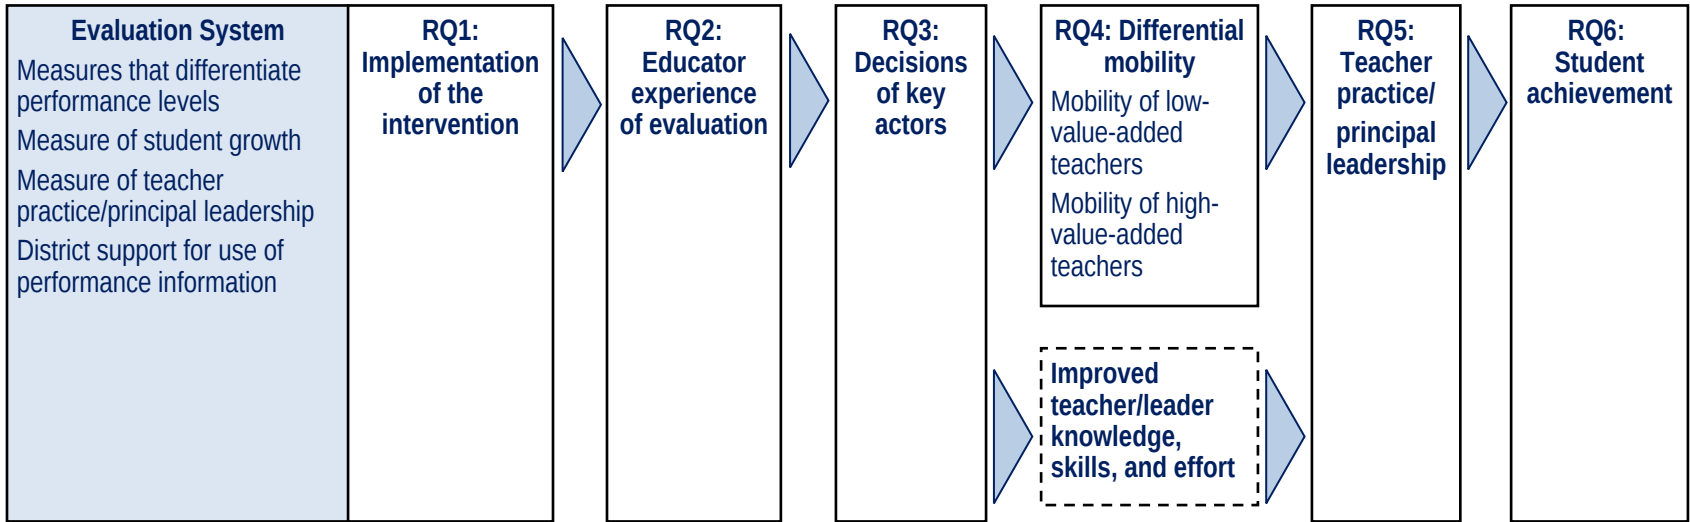 Evaluation System
Measures that differentiate
performance levels
Measure of student growth
Measure of teacher
practice/principal leadership
District support for use of
performance information
RQ1:
Implementation
of the
intervention
RQ2:
Educator
experience
of evaluation
RQ3:
Decisions
of key
actors
RQ4: Differential
mobility
Mobility of low-
value-added
teachers
Mobility of high-
value-added
teachers
Improved
teacher/leader
knowledge,
skills, and effort
RQ5:
Teacher
practice/
principal
leadership
RQ6:
Student
achievement